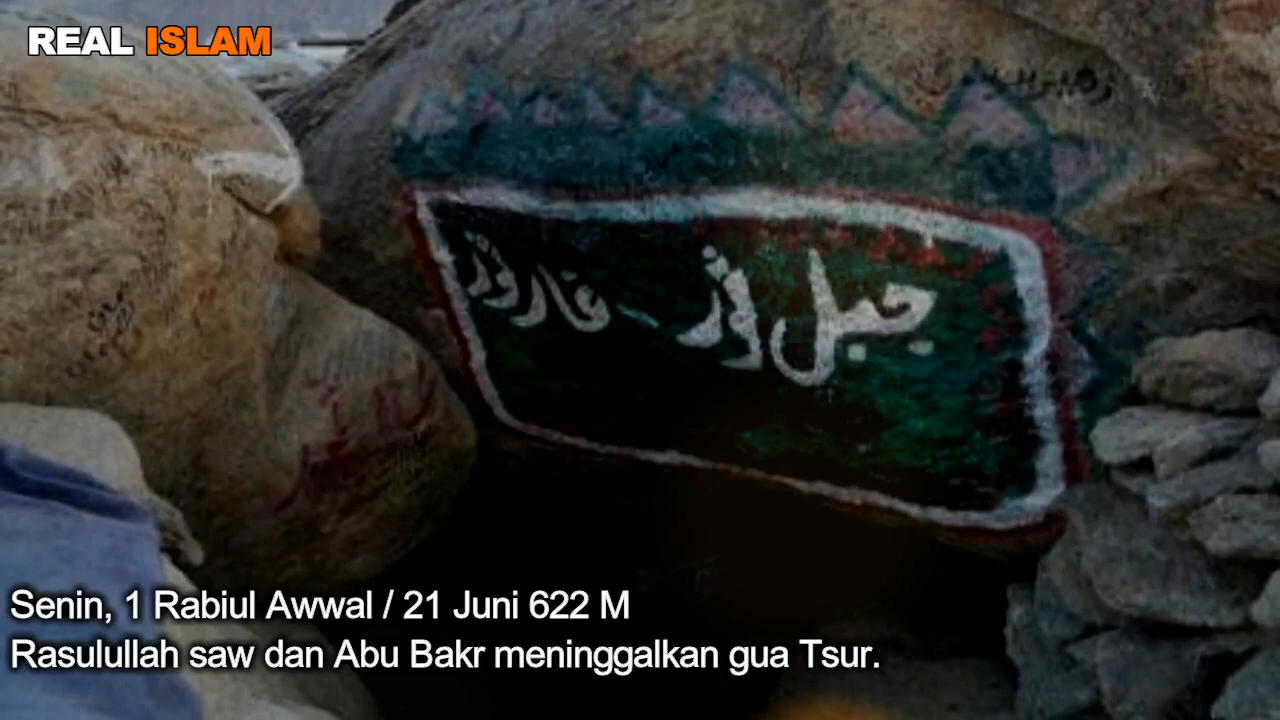 REAL ISLAM
جبل ثور - غار ثور
Senin, 1 Rabiul Awwal / 21 Juni 622 M
Rasulullah saw dan Abu Bakr meninggalkan gua Tsur.